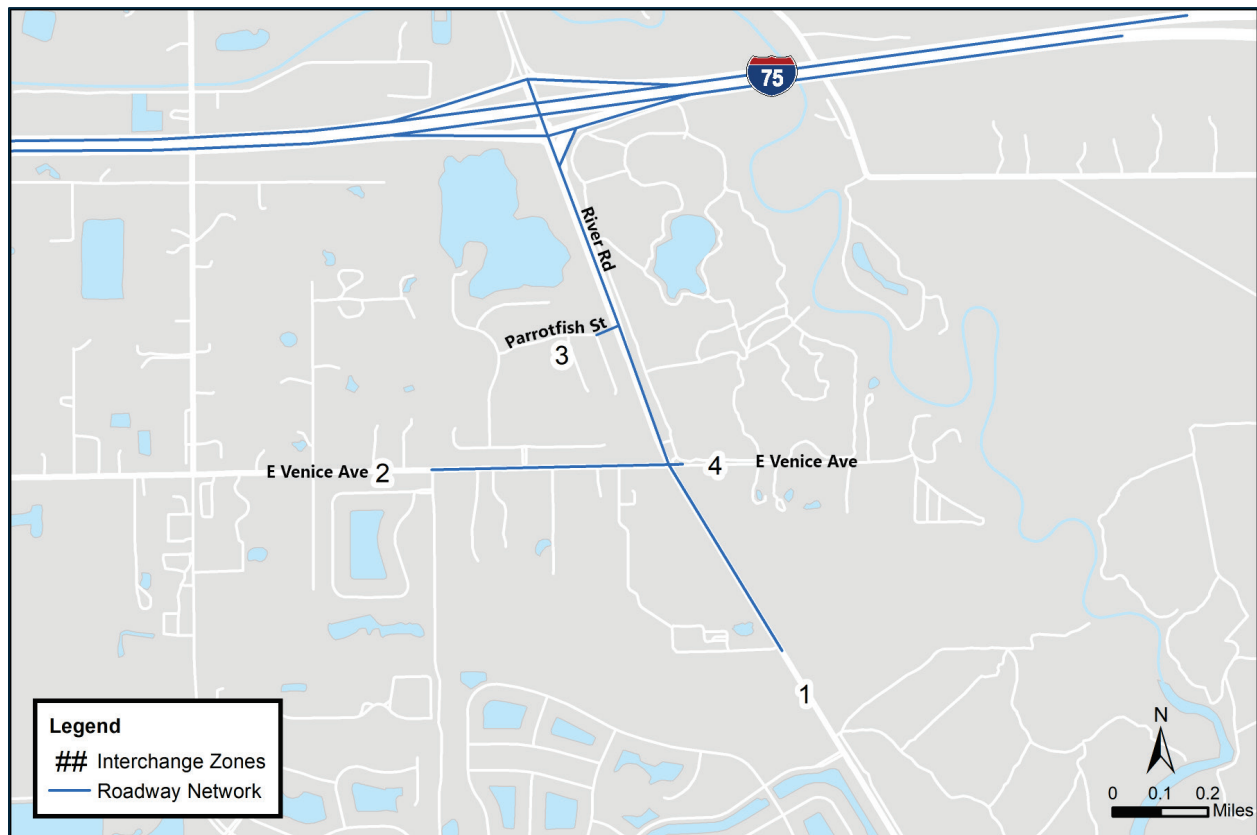 75
River Rd
Parrotfish St
3
E Venice Ave 2
4 E Venice Ave
1
Legend
## Interchange Zones
Roadway Network
N
0 0.1 0.2
Miles